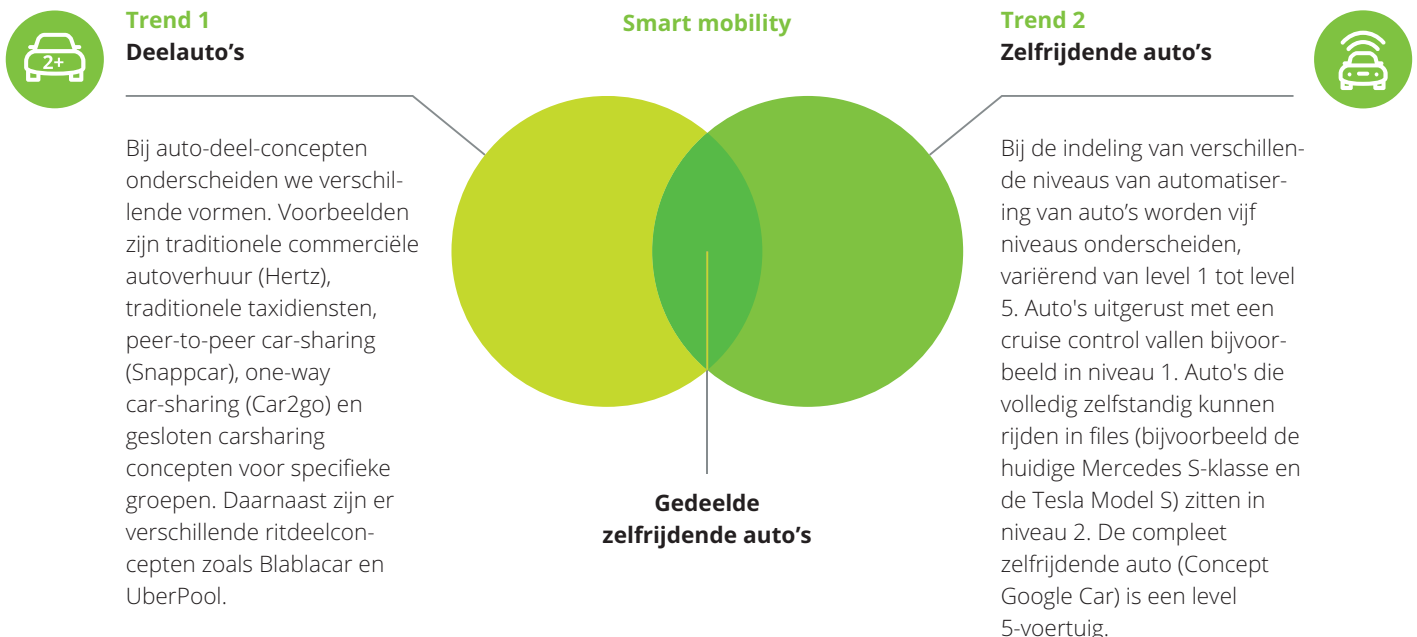 Trend 1
Deelauto’s
2+
Bij auto-deel-concepten
onderscheiden we verschil-
lende vormen. Voorbeelden
zijn traditionele commerciële
autoverhuur (Hertz),
traditionele taxidiensten,
peer-to-peer car-sharing
(Snappcar), one-way
car-sharing (Car2go) en
gesloten carsharing
concepten voor specifieke
groepen. Daarnaast zijn er
verschillende ritdeelcon-
cepten zoals Blablacar en
UberPool.
Smart mobility
Gedeelde
zelfrijdende auto’s
Trend 2
Zelfrijdende auto’s
Bij de indeling van verschillen-
de niveaus van automatiser-
ing van auto’s worden vijf
niveaus onderscheiden,
variërend van level 1 tot level
5. Auto's uitgerust met een
cruise control vallen bijvoor-
beeld in niveau 1. Auto's die
volledig zelfstandig kunnen
rijden in files (bijvoorbeeld de
huidige Mercedes S-klasse en
de Tesla Model S) zitten in
niveau 2. De compleet
zelfrijdende auto (Concept
Google Car) is een level
5-voertuig.